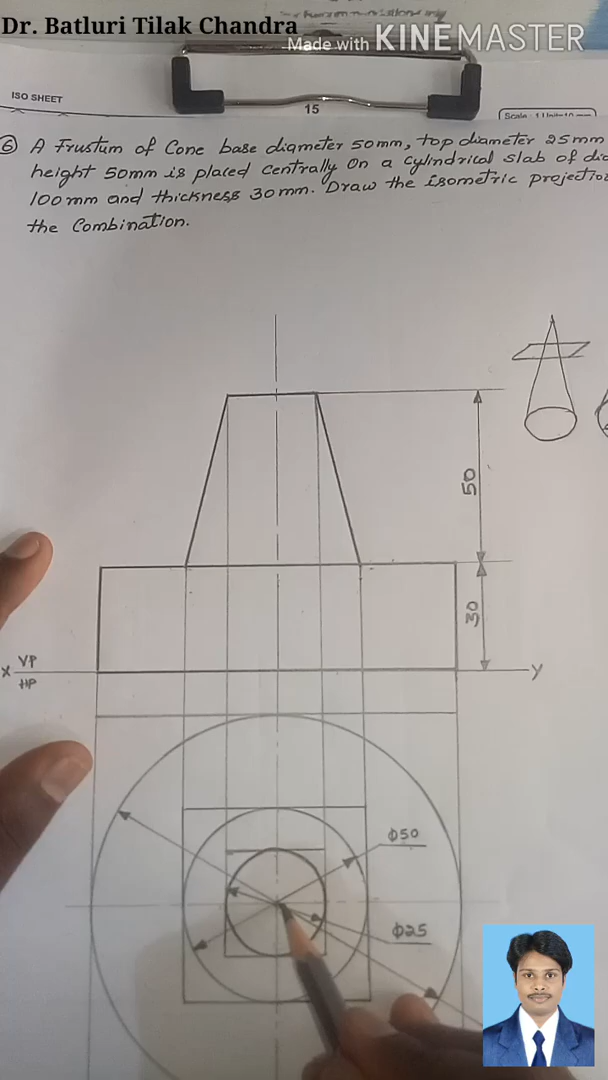 Dr. Batluri Tilak Chandra
Made with KINEMASTER
ISO SHEET
15
⑥ A Frustum of Cone base diameter 50mm, top diameter 25mm
height 50mm is placed centrally on a cylindrical slab of dia
100mm and thickness 30mm. Draw the isometric projection
the Combination.
50
30
X VP
HP
Y
Φ50
Φ25